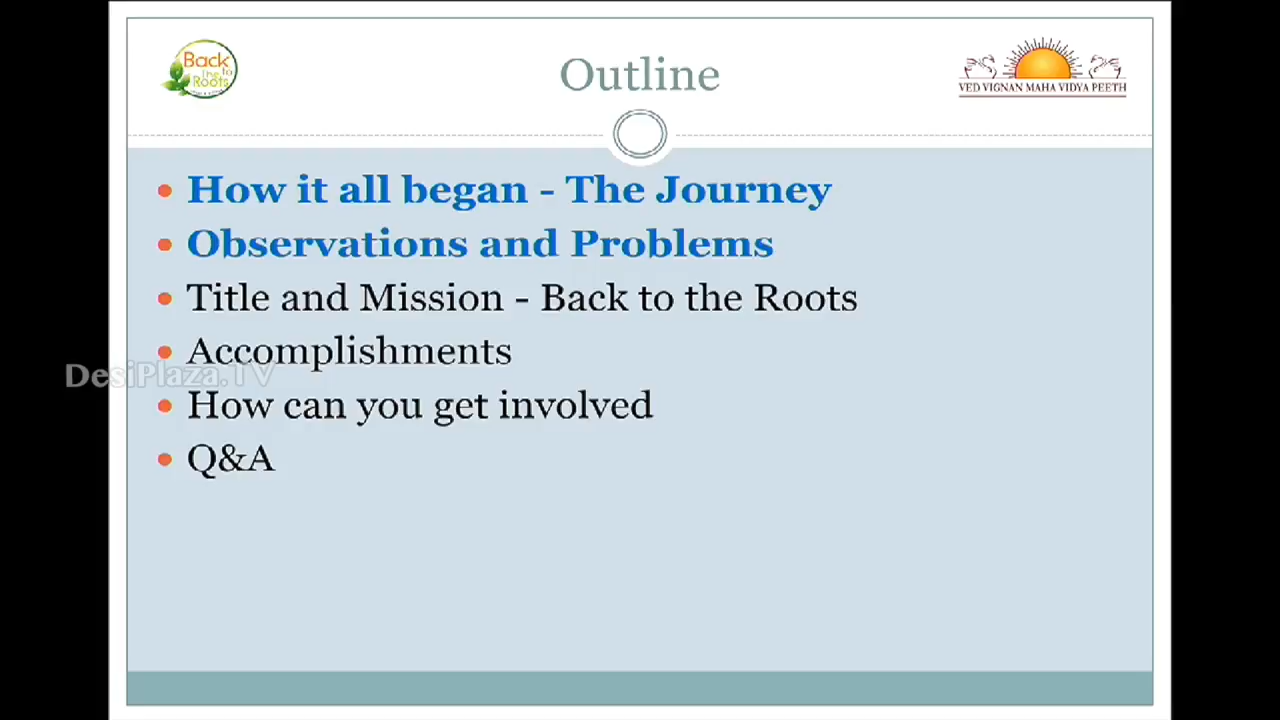 Back
to
The
Roots
Outline
VED VIGNAN MAHA VIDYA PEETH
How it all began - The Journey
Observations and Problems
Title and Mission - Back to the Roots
Accomplishments
DesiPlaza.TV
How can you get involved
Q&A